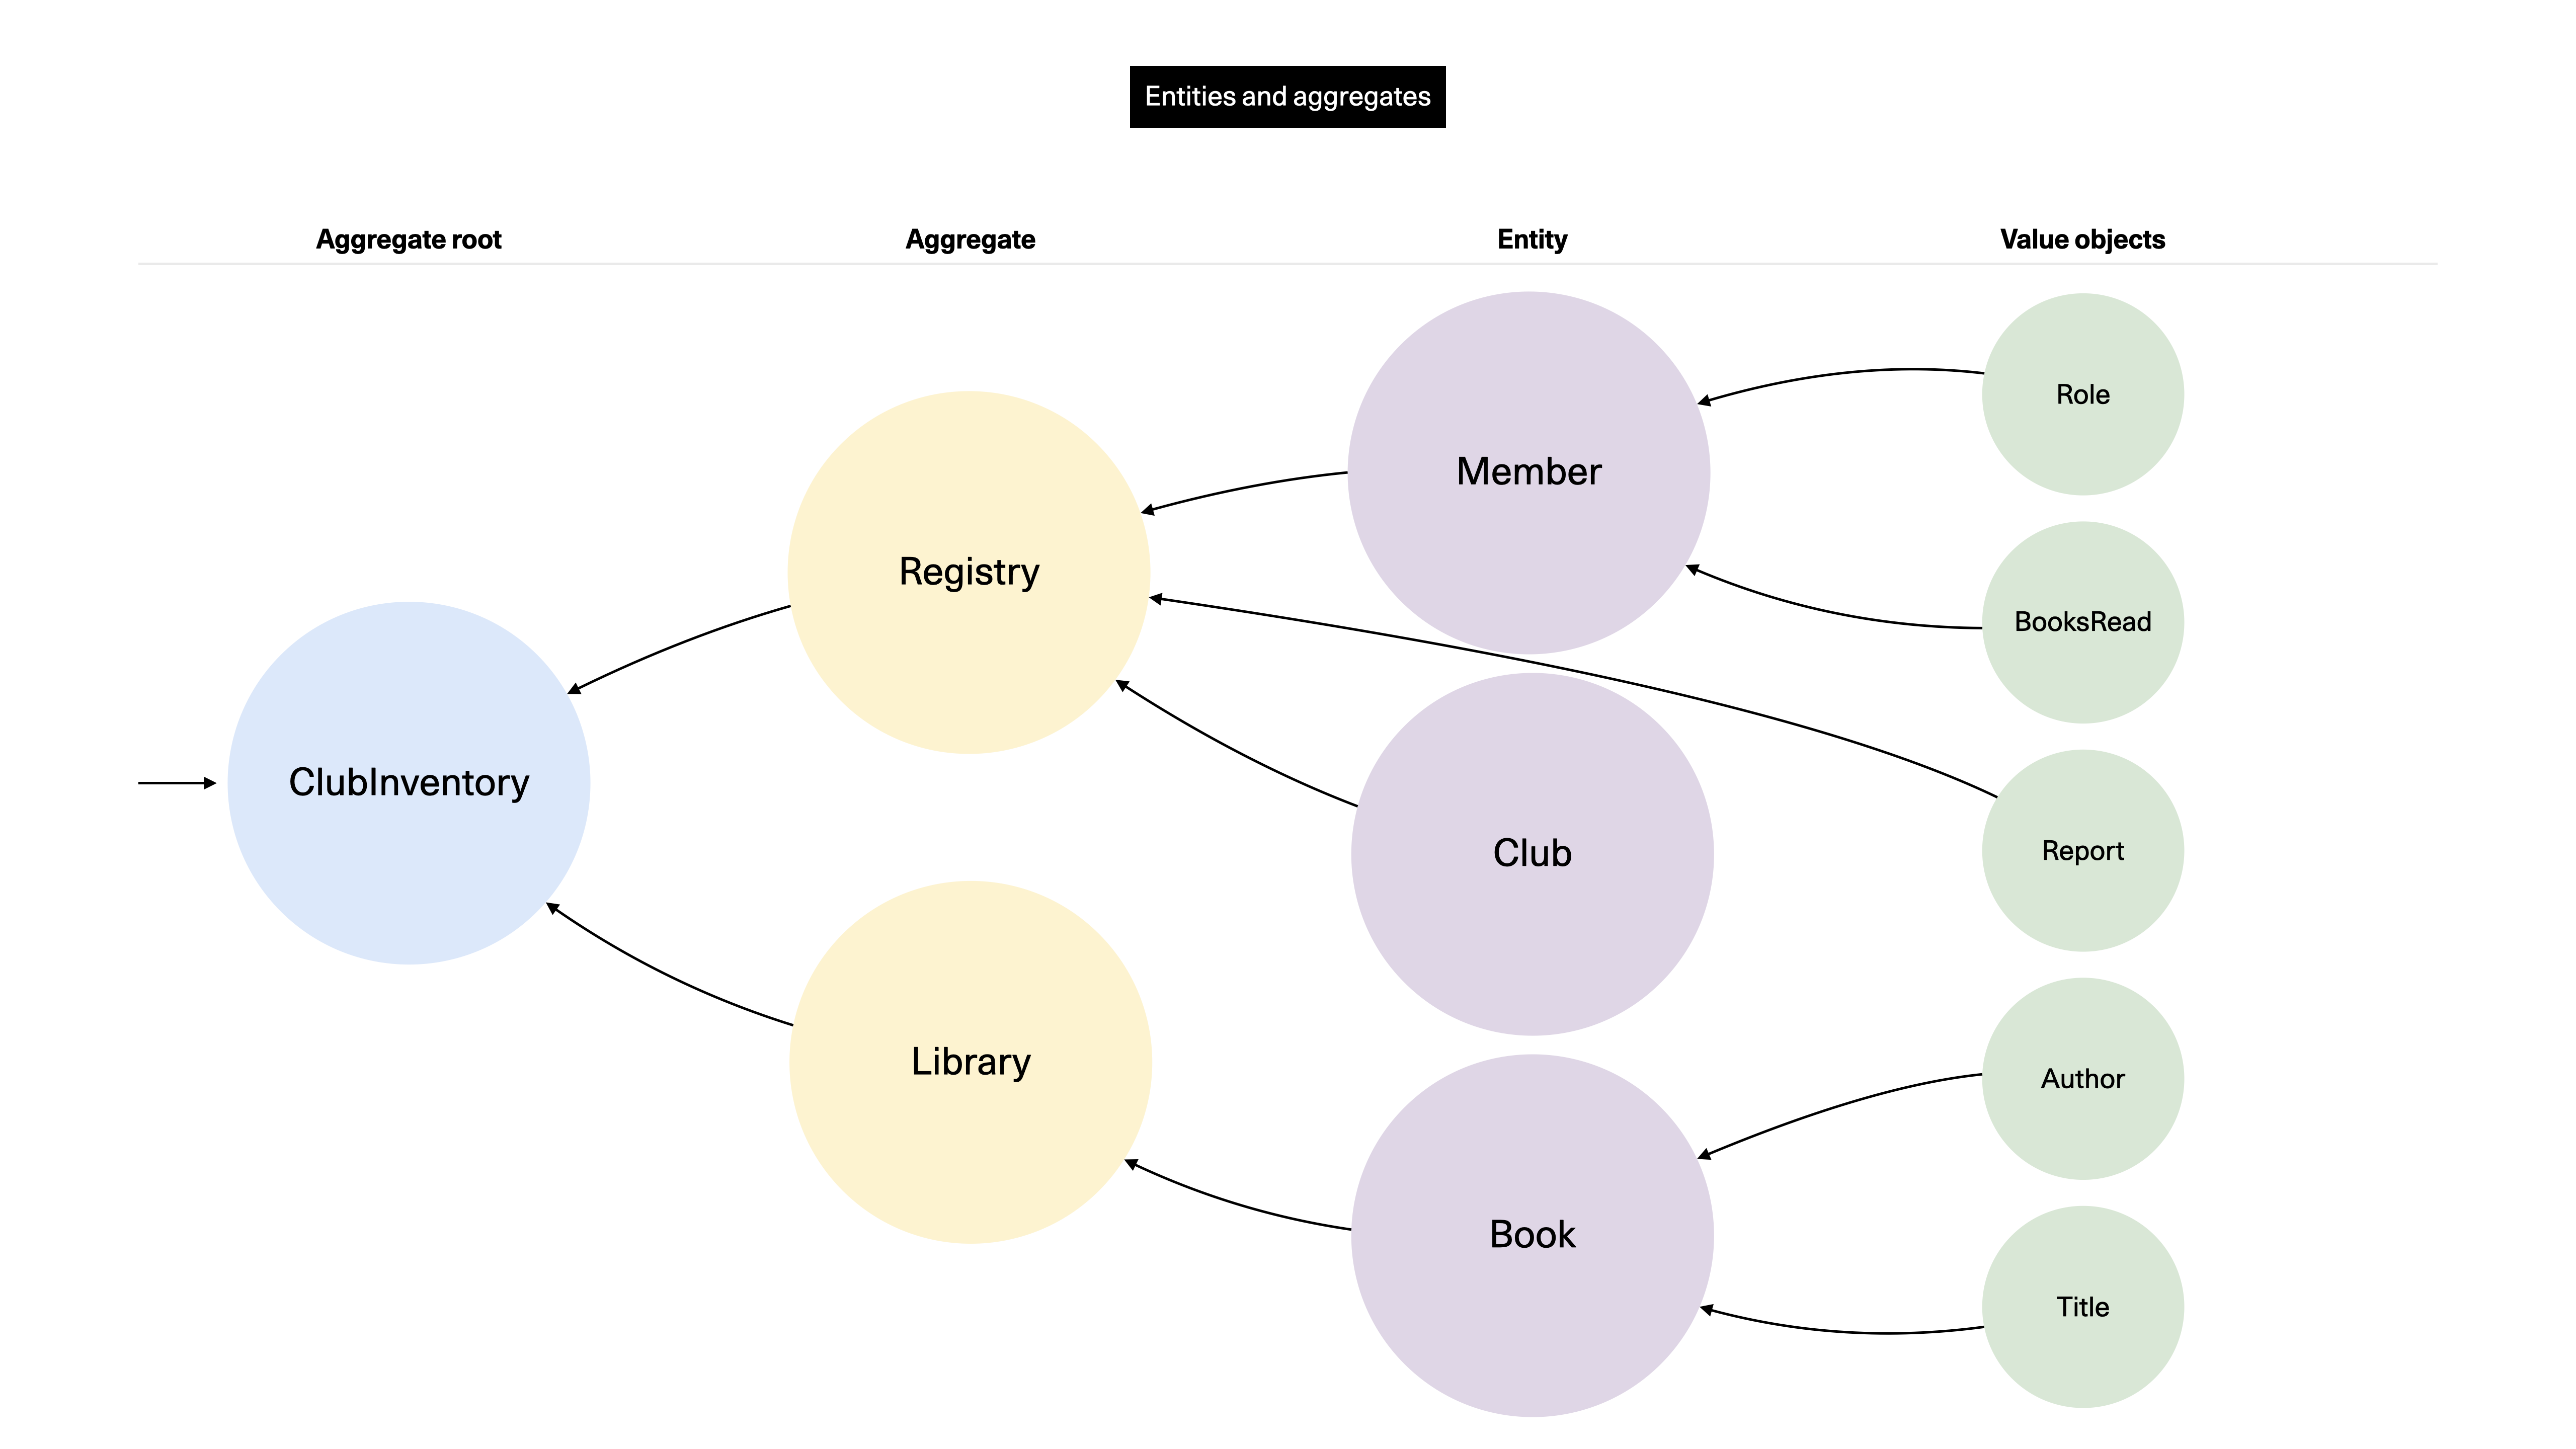 Entities and aggregates
Aggregate root
Aggregate
Entity
Value objects
Role
Member
Registry
BooksRead
ClubInventory
Club
Report
Library
Author
Book
Title